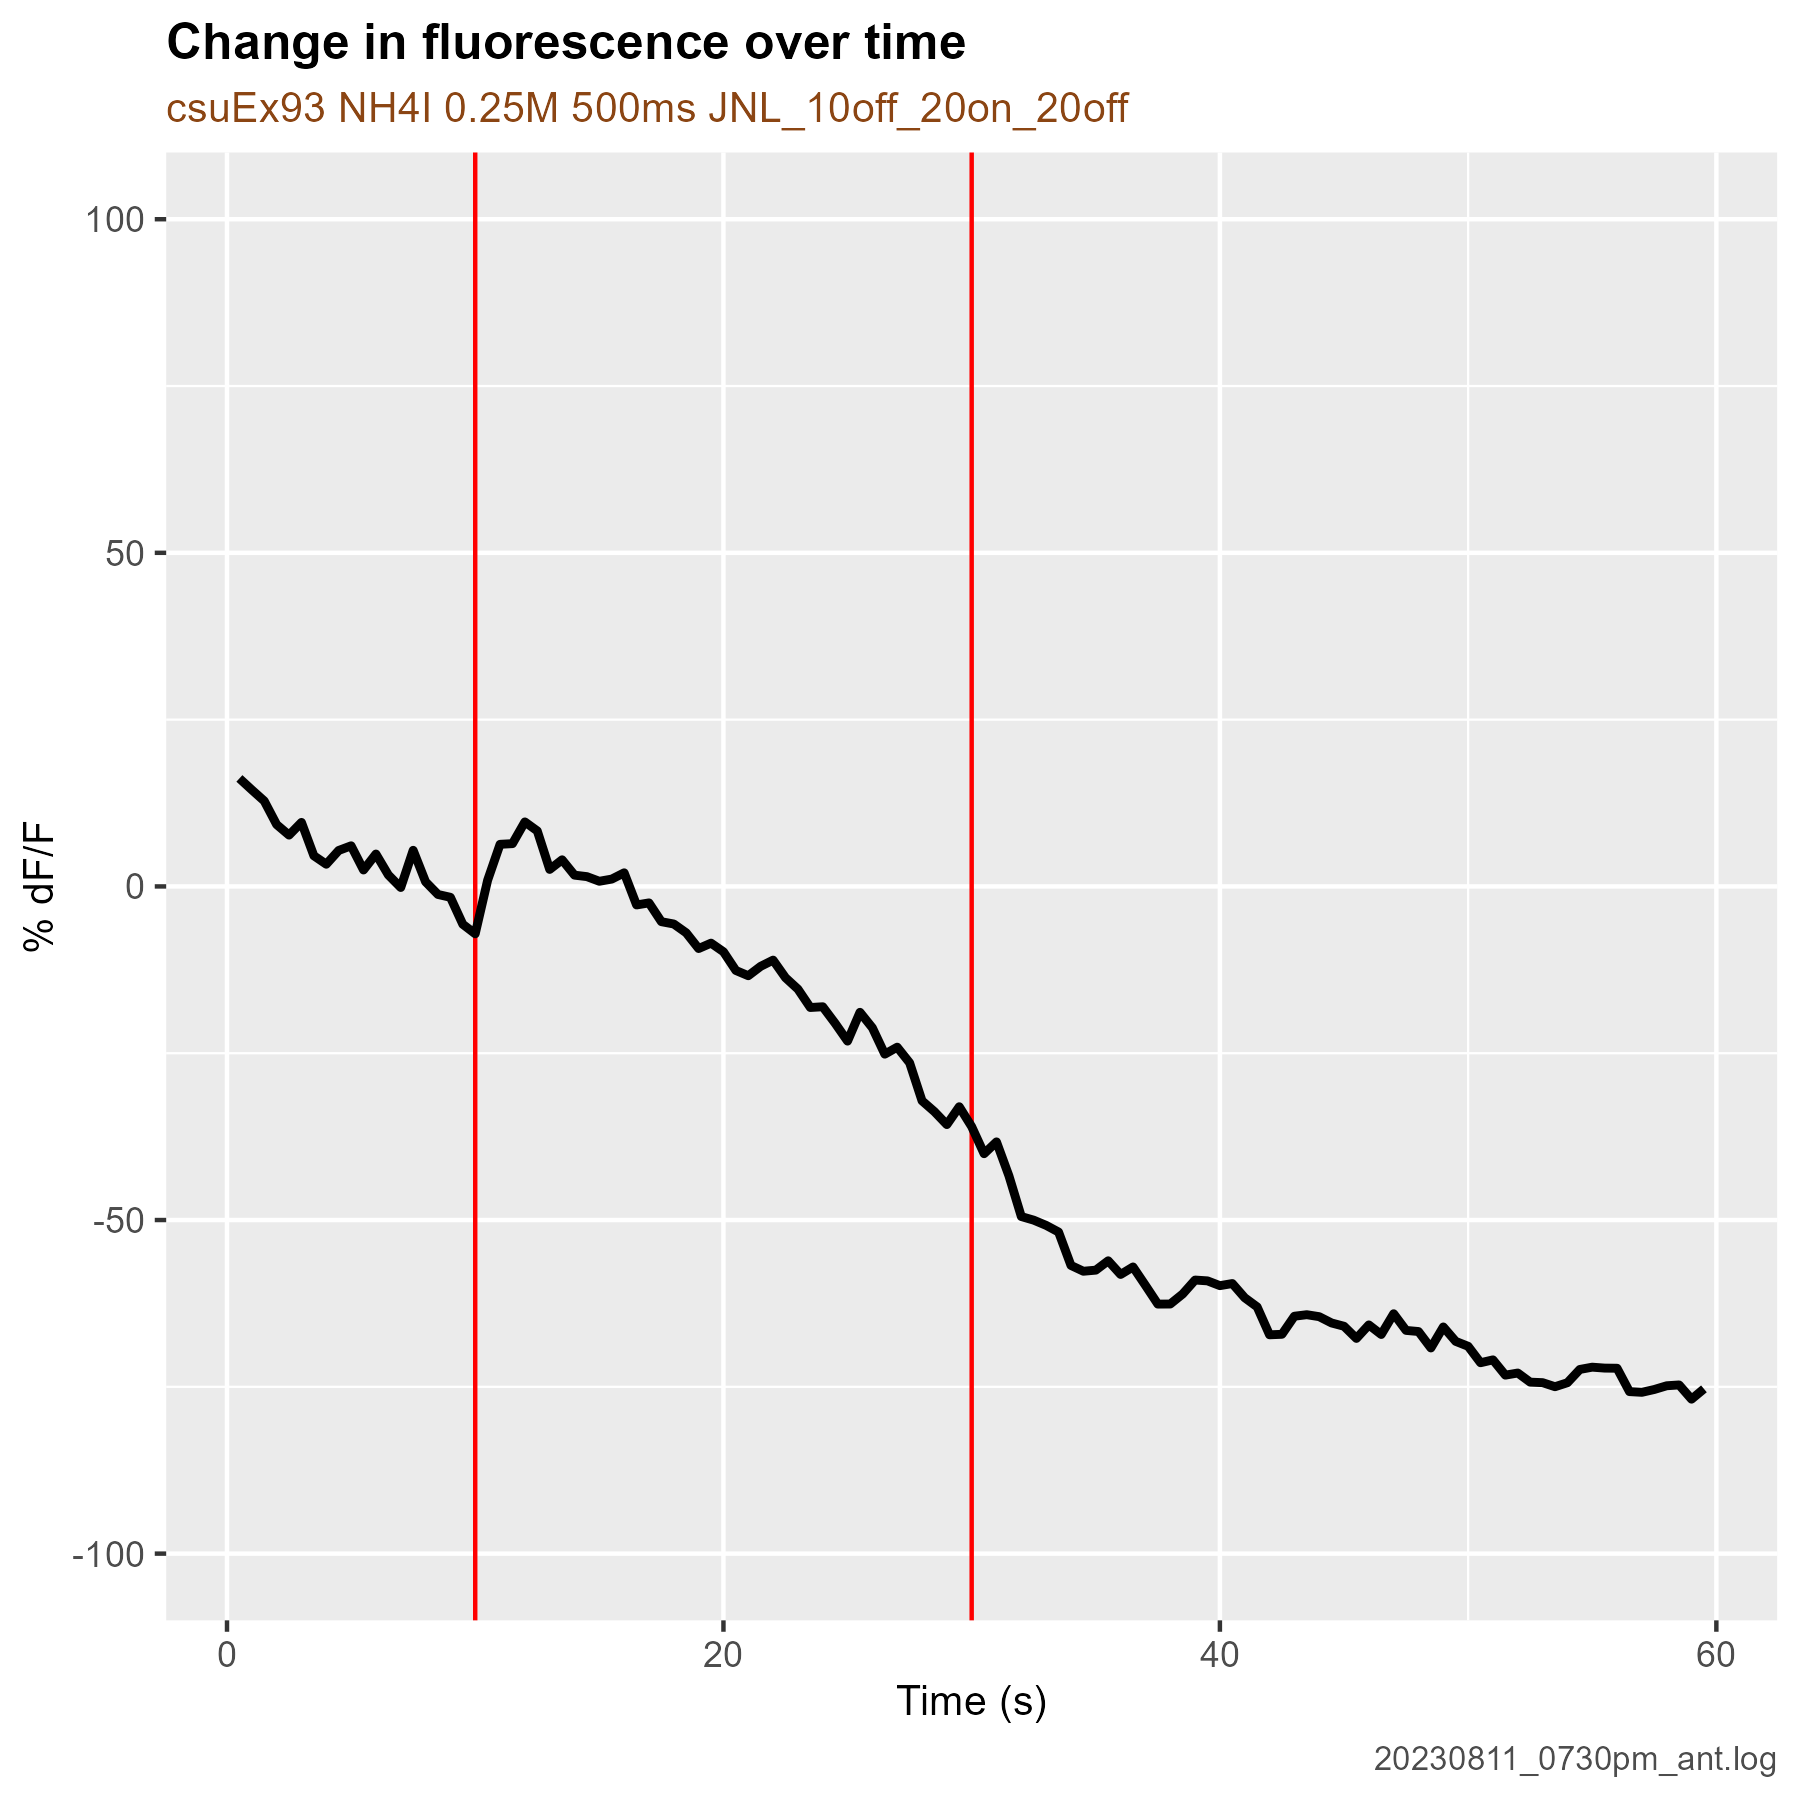 Change in fluorescence over time
csuEx93 NH4I 0.25M 500ms JNL_10off_20on_20off
100
50
0
-50
-100
% dF/F
0 20 40 60
Time (s)
20230811_0730pm_ant.log